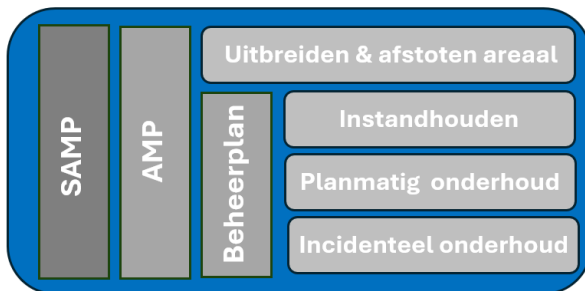 SAMP
AMP
Uitbreiden & afstoten areaal
Beheerplan
Instandhouden
Planmatig onderhoud
Incidenteel onderhoud